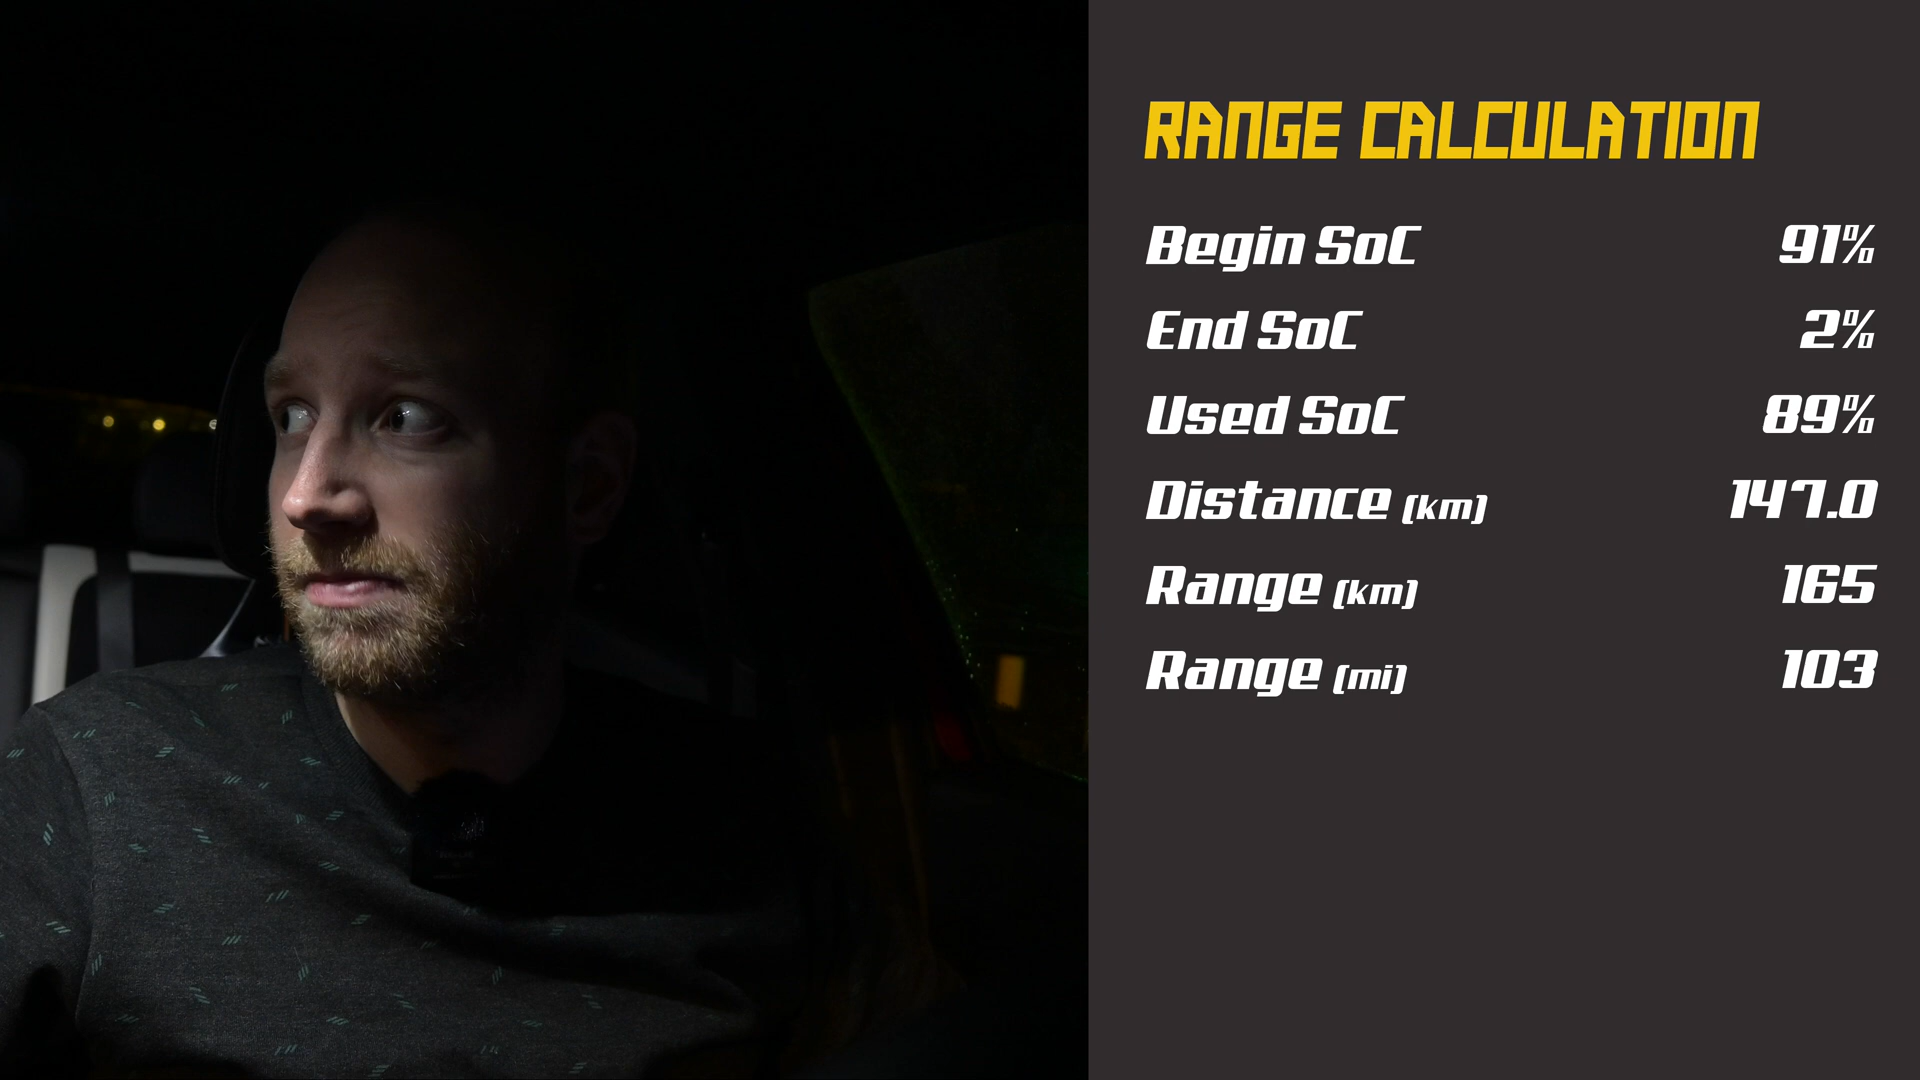 RANGE CALCULATION
Begin SoC 91%
End SoC 2%
Used SoC 89%
Distance (km) 147.0
Range (km) 165
Range (mi) 103